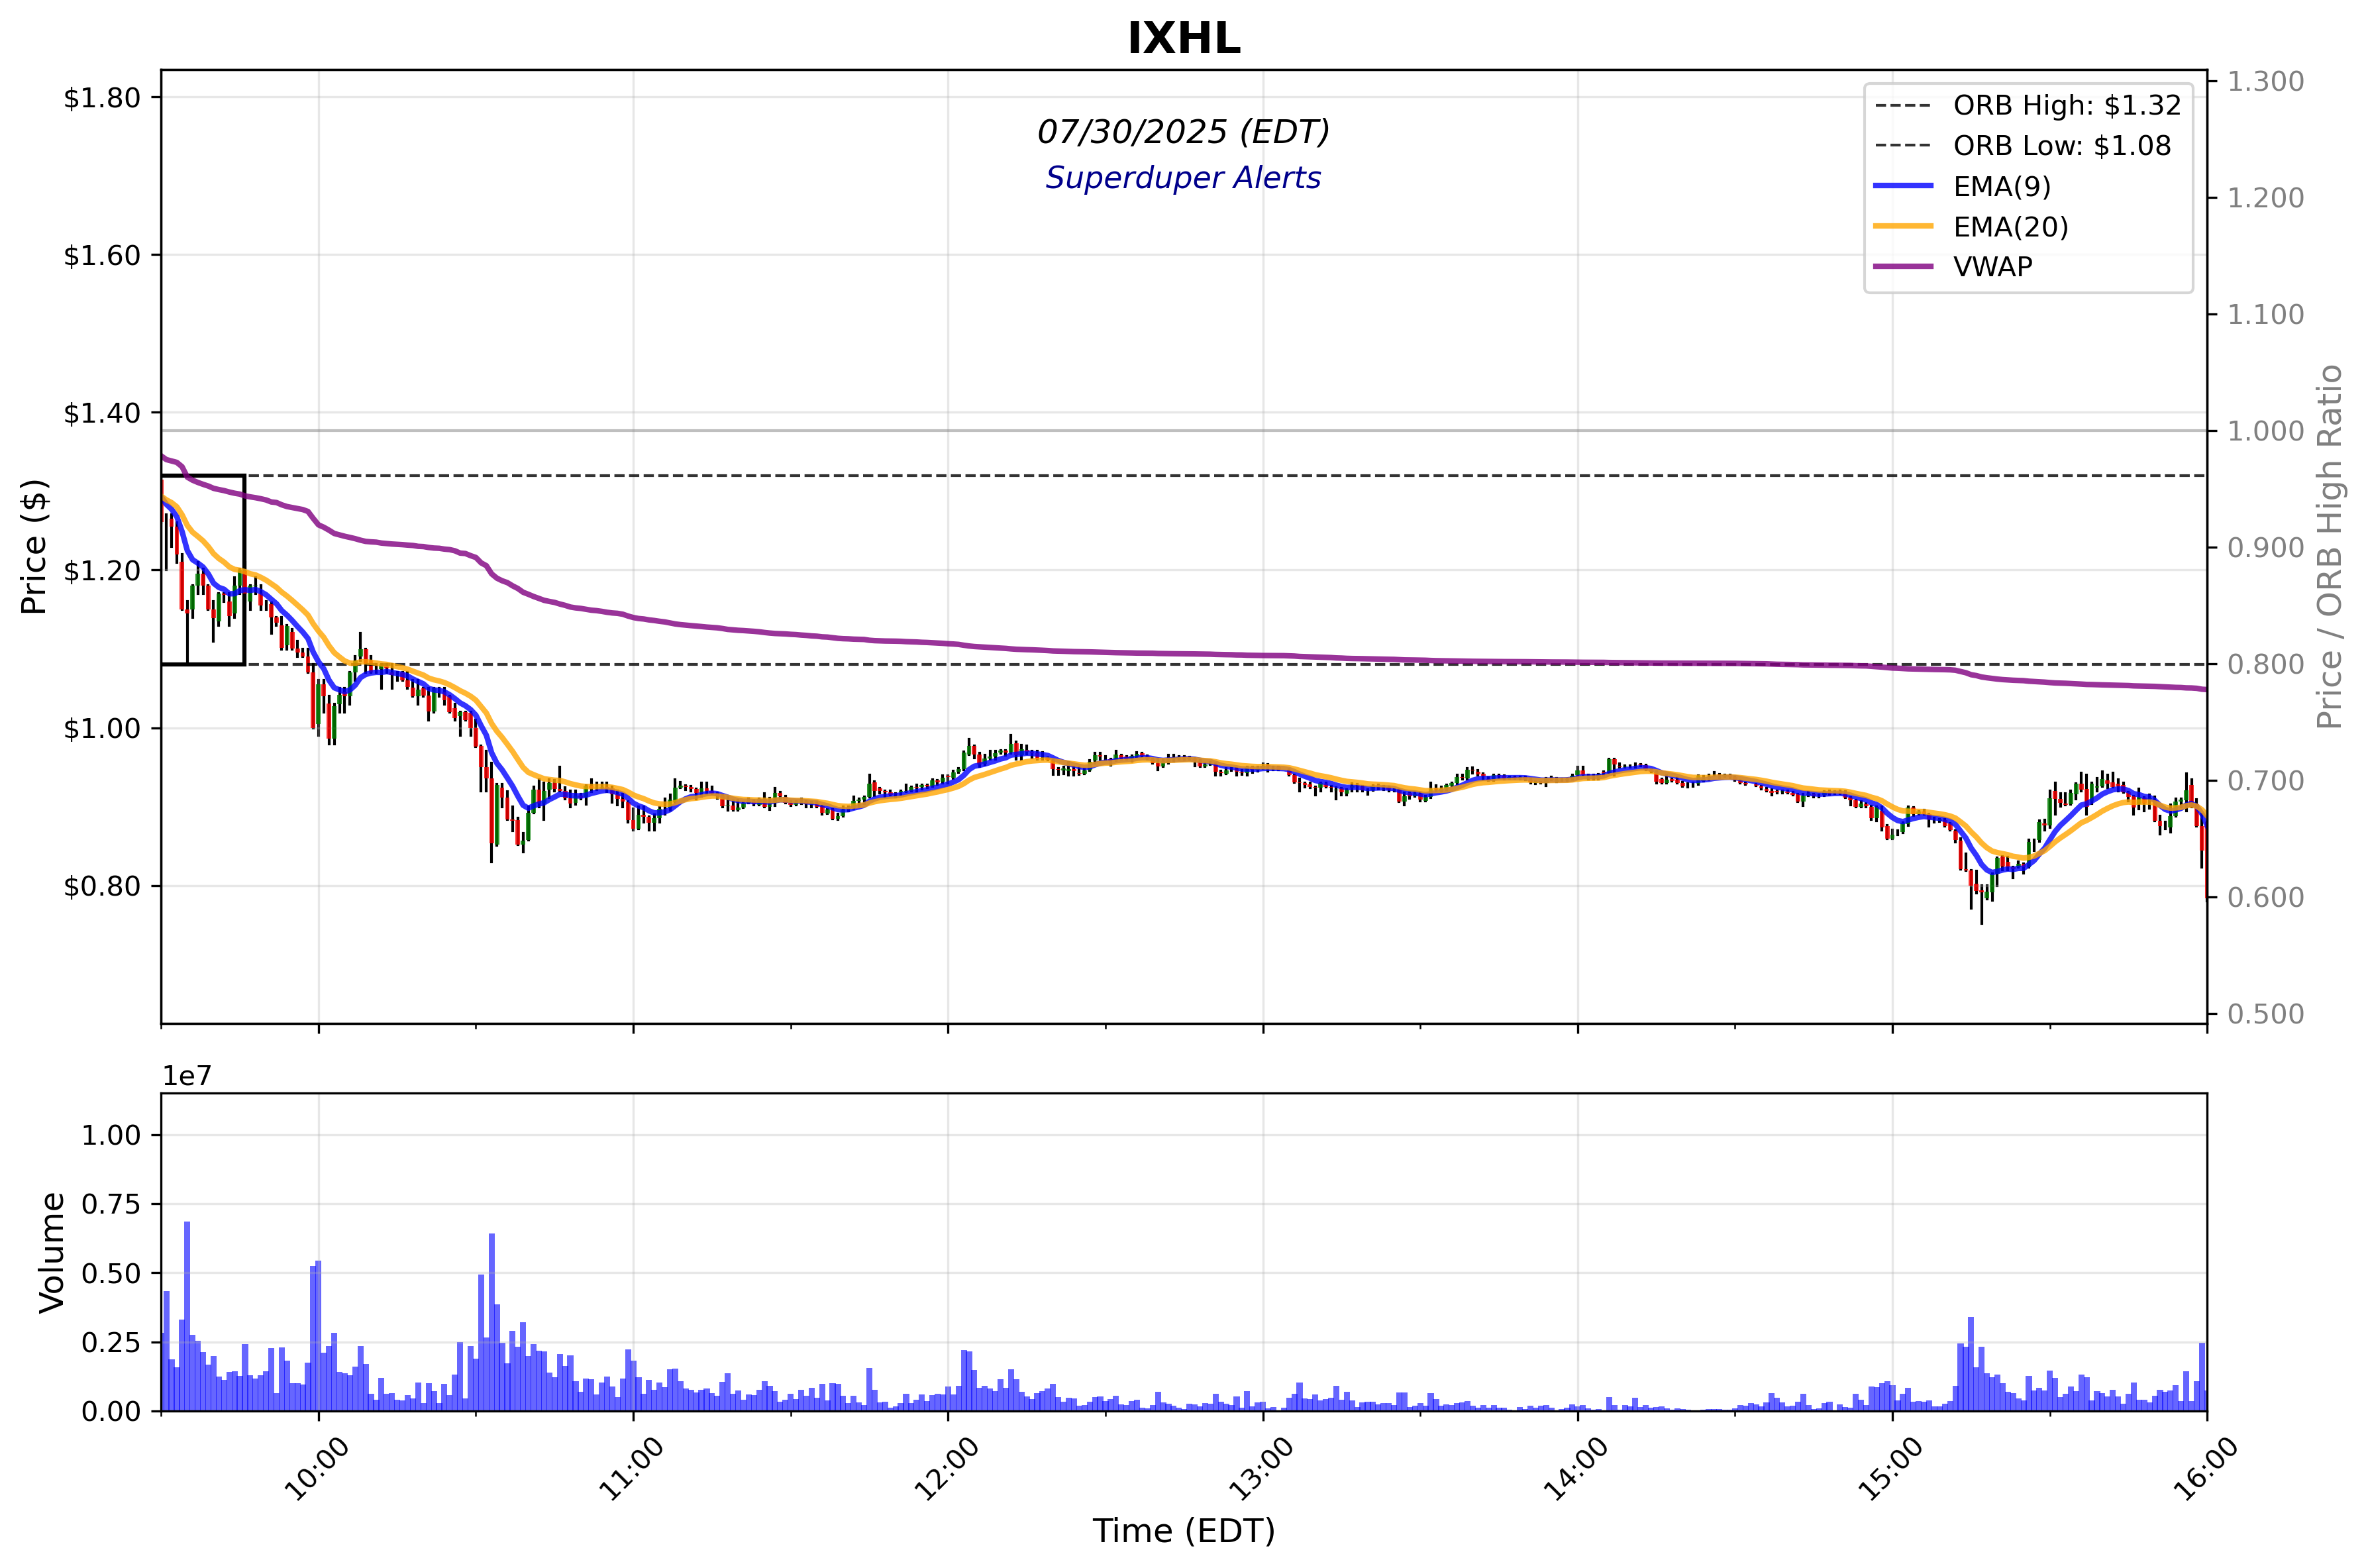 IXHL
07/30/2025 (EDT)
Superduper Alerts
ORB High: $1.32
ORB Low: $1.08
EMA(9)
EMA(20)
VWAP
Price ($)
$1.80
$1.60
$1.40
$1.20
$1.00
$0.80
Price / ORB High Ratio
1.300
1.200
1.100
1.000
0.900
0.800
0.700
0.600
0.500
1e7
Volume
1.00
0.75
0.50
0.25
0.00
10:00
11:00
12:00
13:00
14:00
15:00
16:00
Time (EDT)